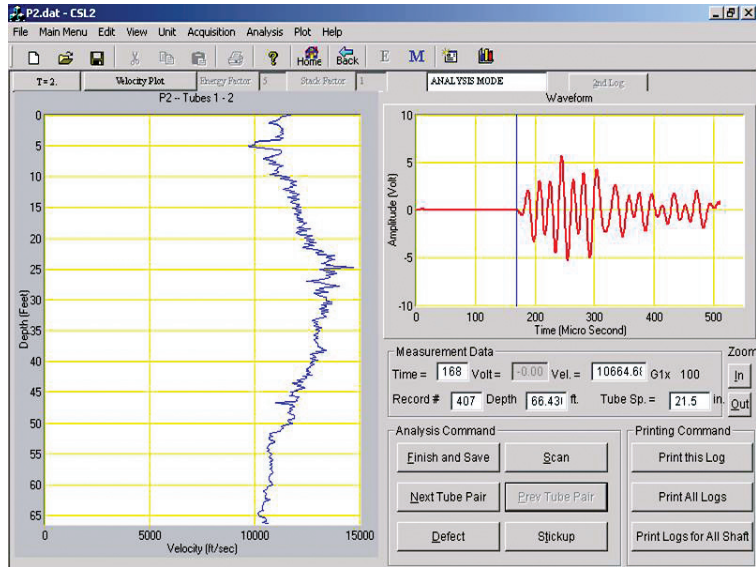 P2.dat - CSL2
File Main Menu Edit View Unit Acquisition Analysis Plot Help
Home Back E M
T= 2. Velocity Plot Energy Factor 5. Stack Factor 1 ANALYSIS MODE 2nd Log
P2 -- Tubes 1 - 2
0
5
10
15
20
25
30
35
40
45
50
55
60
65
Depth (Feet)
0 5000 10000 15000
Velocity (ft/sec)
Waveform
10
5
0
-5
-10
Amplitude (Volt)
0 100 200 300 400 500
Time (Micro Second)
Measurement Data
Time = 168 Volt = -0.00 Vel. = 10664.68 G1x 100
Record # 407 Depth 66.430 ft. Tube Sp. = 21.5 in.
Zoom
In
Out
Analysis Command
Finish and Save Scan
Next Tube Pair Prev Tube Pair
Defect Stickup
Printing Command
Print this Log
Print All Logs
Print Logs for All Shaft